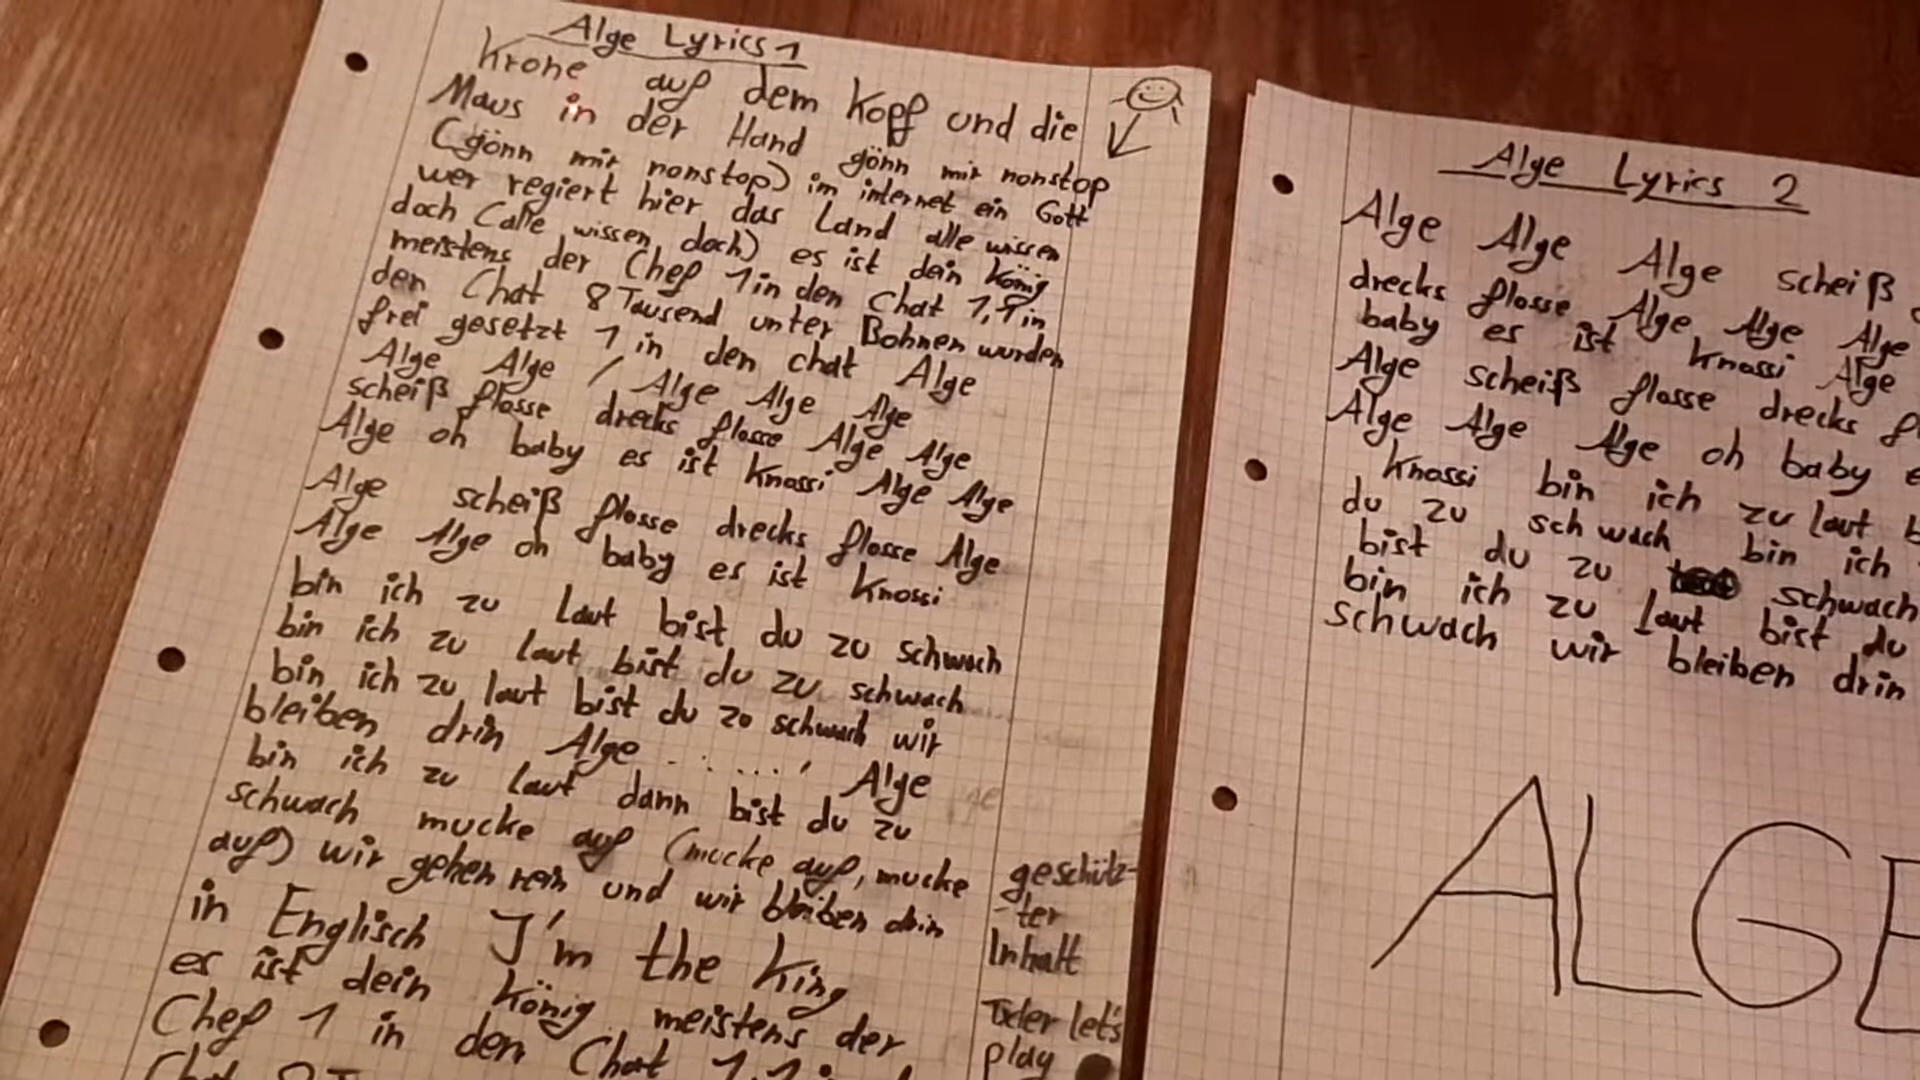 Alge Lyrics 1
Krone auf dem Kopf und die
Maus in der Hand gönn mir nonstop
(gönn mir nonstop) im internet ein Gott
wer regiert hier das Land alle wissen
doch (alle wissen doch) es ist dein König
meistens der Chef 1 in den Chat 1,1 in
den Chat 8 Tausend unter Bohnen wurden
frei gesetzt 1 in den chat Alge
Alge Alge / Alge Alge Alge
scheiß flosse drecks flosse Alge Alge
Alge oh baby es ist Knossi Alge Alge
Alge scheiß flosse drecks flosse Alge
Alge Alge oh baby es ist Knossi
bin ich zu laut bist du zu schwach
bin ich zu laut bist du zu schwach
bin ich zu laut bist du zu schwach wir
bleiben drin Alge ......, Alge
bin ich zu laut dann bist du zu
schwach mucke auf (mucke auf, mucke
auf) wir gehen rein und wir bleiben drin
in Englisch I'm the King
es ist dein König meistens der
Chef 1 in den Chat 1,1 in
geschütz-
-ter
Inhalt
let's
play
Alge Lyrics 2
Alge Alge Alge scheiß
drecks flosse Alge Alge Alge
baby es ist Knossi Alge
Alge scheiß flosse drecks
Alge Alge Alge oh baby
Knossi bin ich zu laut
du zu schwach bin ich
bist du zu schwach
bin ich zu laut bist du
schwach wir bleiben drin
ALGE